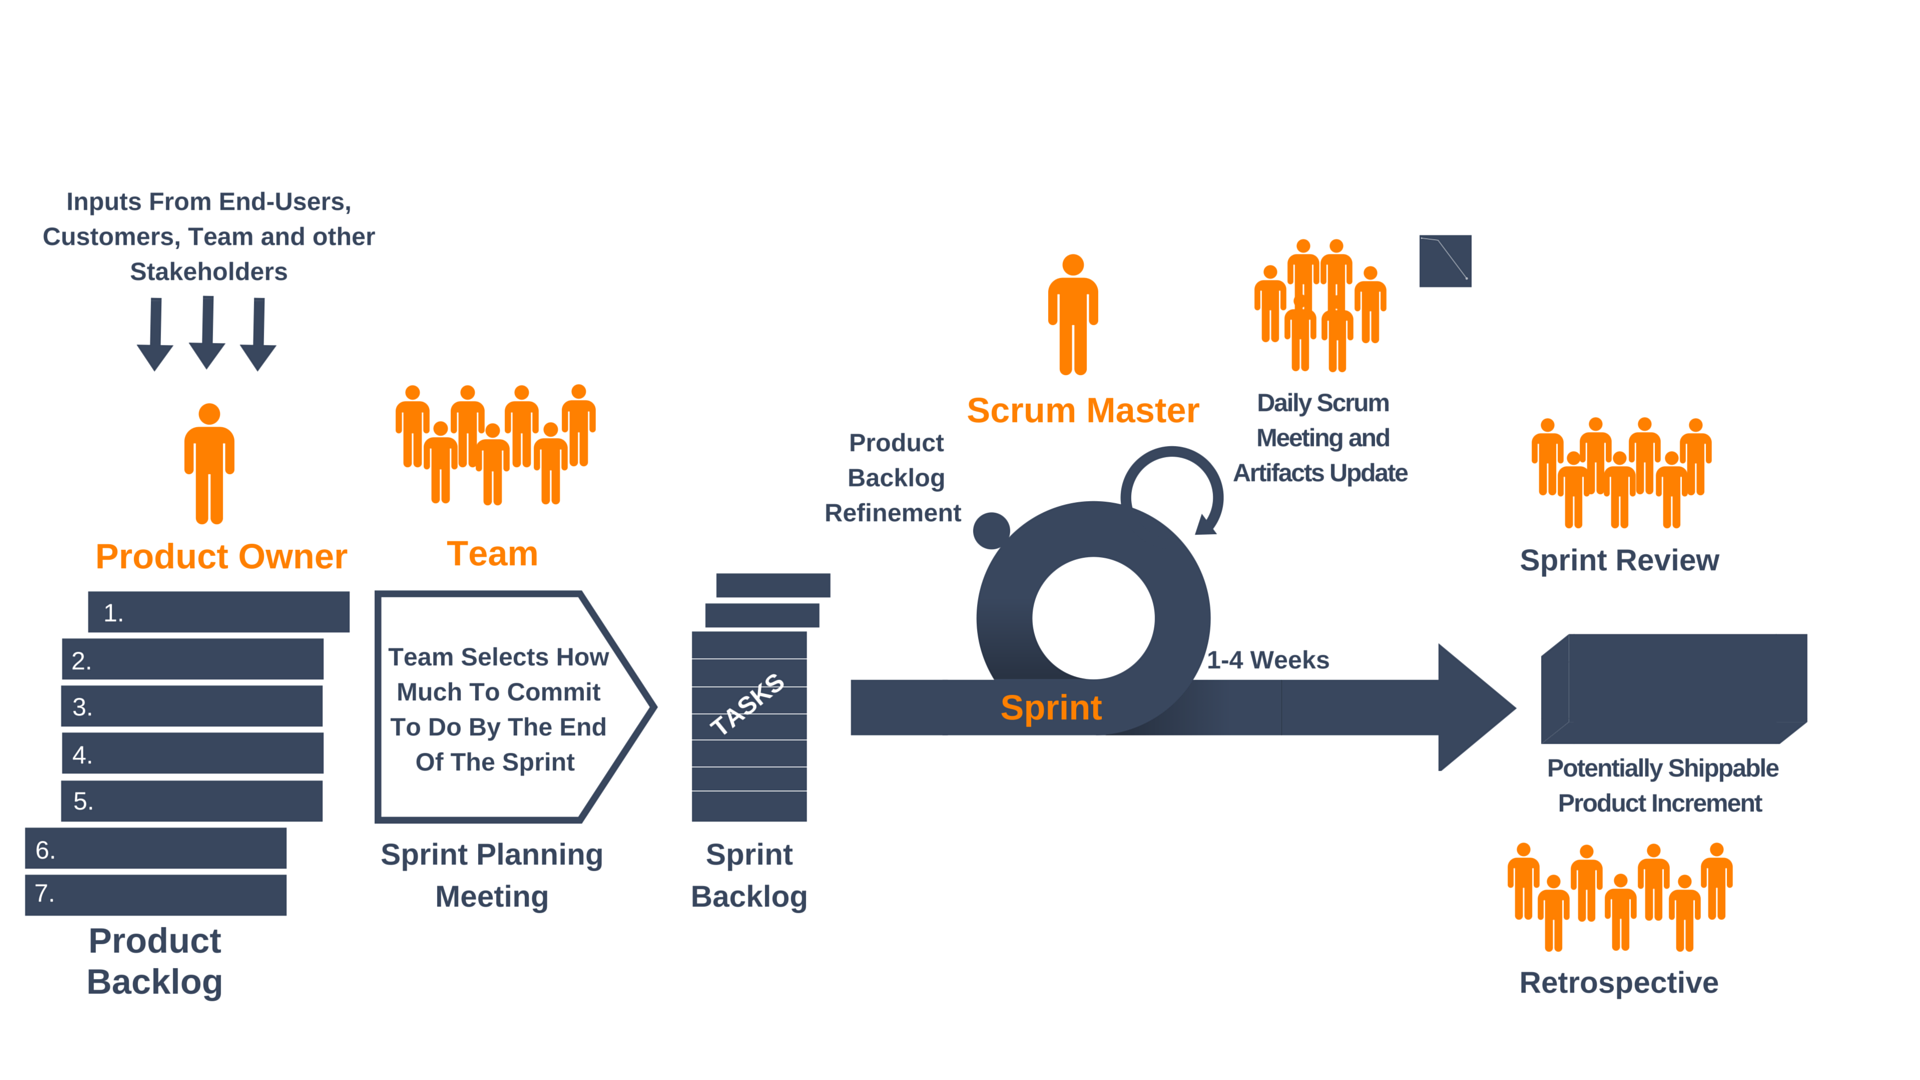 Inputs From End-Users,
Customers, Team and other
Stakeholders
Product Owner
1.
2.
3.
4.
5.
6.
7.
Product
Backlog
Team
Team Selects How
Much To Commit
To Do By The End
Of The Sprint
Sprint Planning
Meeting
TASKS
Sprint
Backlog
Product
Backlog
Refinement
Scrum Master
Daily Scrum
Meeting and
Artifacts Update
Sprint
1-4 Weeks
Sprint Review
Potentially Shippable
Product Increment
Retrospective